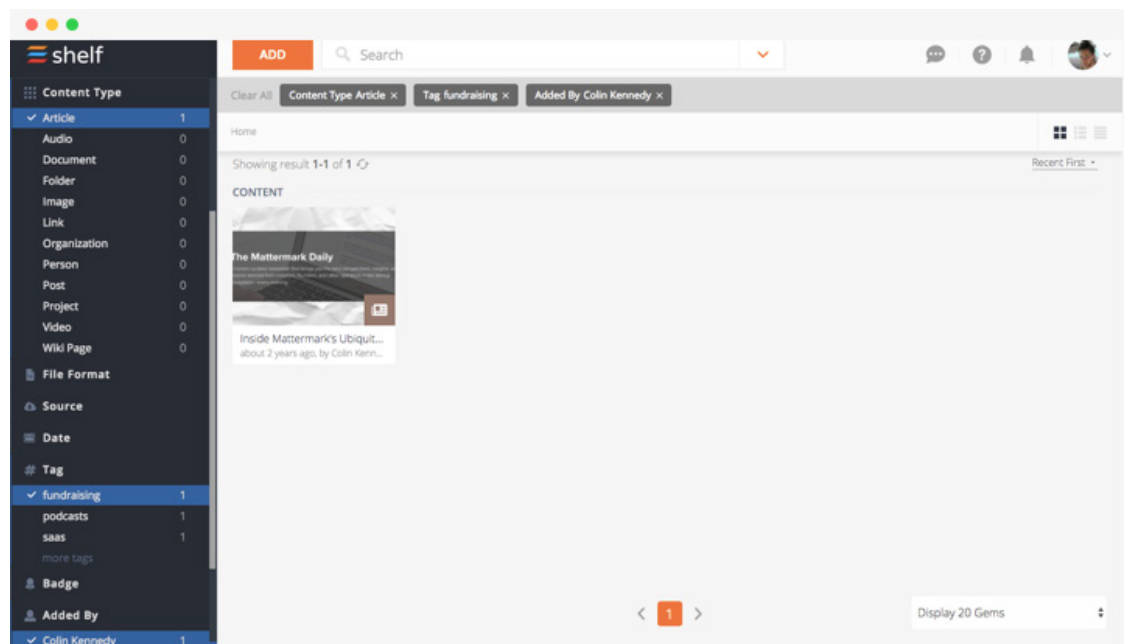 shelf
ADD
Search
Content Type
Article 1
Audio 0
Document 0
Folder 0
Image 0
Link 0
Organization 0
Person 0
Post 0
Project 0
Video 0
Wiki Page 0
File Format
Source
Date
# Tag
fundraising 1
podcasts 1
saas 1
more tags
Badge
Added By
Colin Kennedy 1
Clear All Content Type Article × Tag fundraising × Added By Colin Kennedy ×
Home
Showing result 1-1 of 1
Recent First
CONTENT
The Mattermark Daily
Inside Mattermark's Ubiquit...
about 2 years ago, by Colin Kenn...
< 1 >
Display 20 Gems